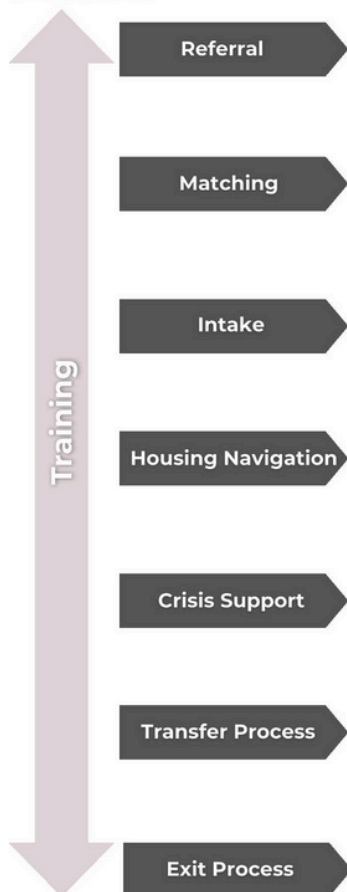 Referral
Matching
Intake
Training
Housing Navigation
Crisis Support
Transfer Process
Exit Process